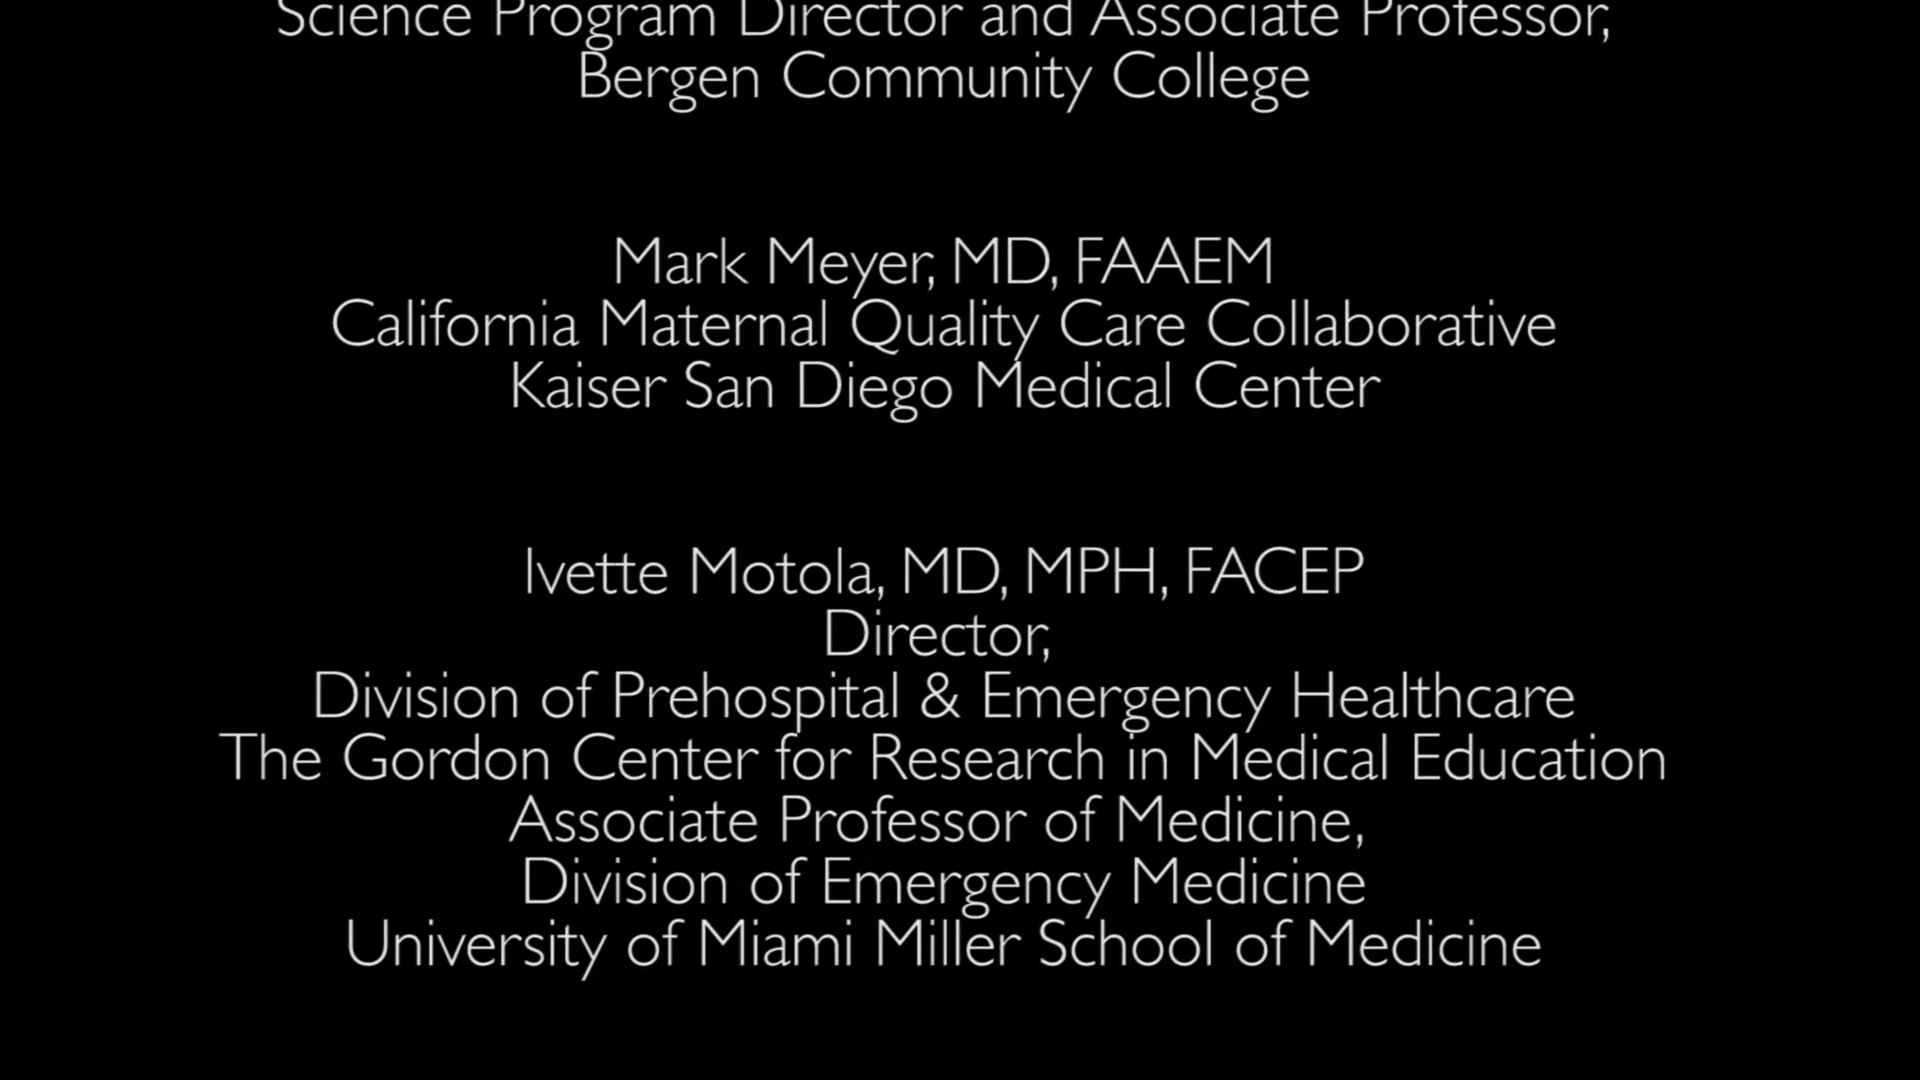 Science Program Director and Associate Professor,
Bergen Community College
Mark Meyer, MD, FAAEM
California Maternal Quality Care Collaborative
Kaiser San Diego Medical Center
Ivette Motola, MD, MPH, FACEP
Director,
Division of Prehospital & Emergency Healthcare
The Gordon Center for Research in Medical Education
Associate Professor of Medicine,
Division of Emergency Medicine
University of Miami Miller School of Medicine